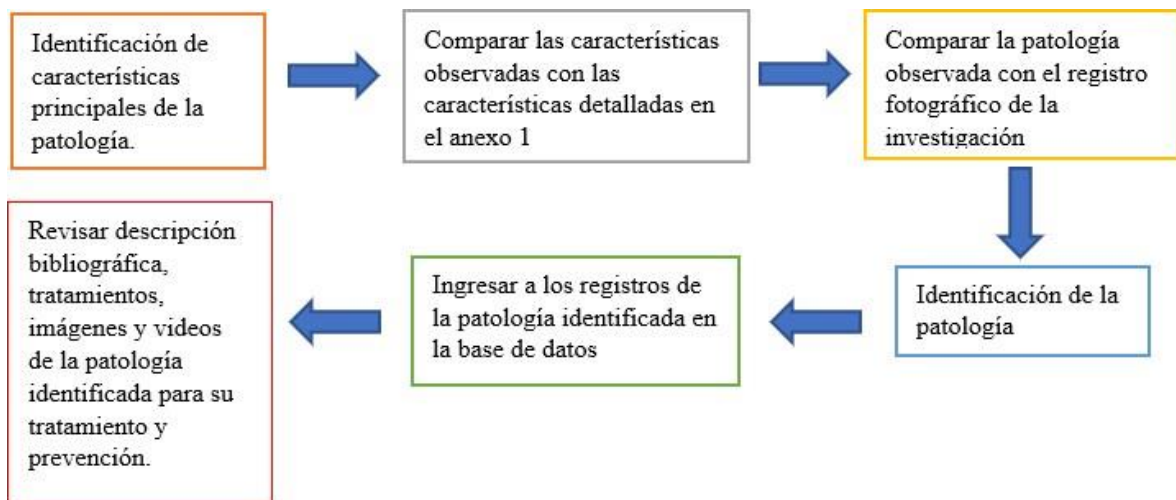 Identificación de
características
principales de la
patología.
Comparar las características
observadas con las
características detalladas en
el anexo 1
Comparar la patología
observada con el registro
fotográfico de la
investigación
Identificación de la
patología
Ingresar a los registros de
la patología identificada en
la base de datos
Revisar descripción
bibliográfica,
tratamientos,
imágenes y videos
de la patología
identificada para su
tratamiento y
prevención.